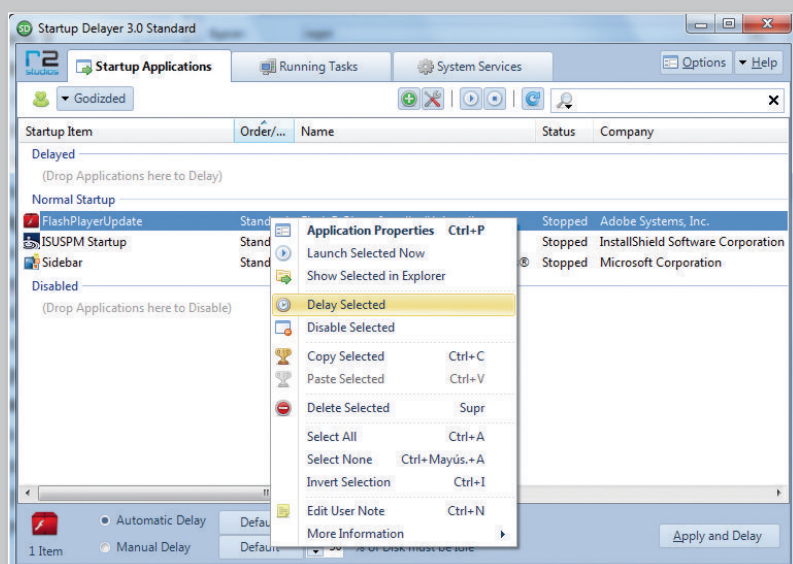 Startup Delayer 3.0 Standard
r2 studios Startup Applications Running Tasks System Services Options Help
Godizded
Startup Item Order/... Name Status Company
Delayed
(Drop Applications here to Delay)
Normal Startup
FlashPlayerUpdate Stopped Adobe Systems, Inc.
ISUSPM Startup Stand Stopped InstallShield Software Corporation
Sidebar Stand ® Stopped Microsoft Corporation
Disabled
(Drop Applications here to Disable)
Application Properties Ctrl+P
Launch Selected Now
Show Selected in Explorer
Delay Selected
Disable Selected
Copy Selected Ctrl+C
Paste Selected Ctrl+V
Delete Selected Supr
Select All Ctrl+A
Select None Ctrl+Mayús.+A
Invert Selection Ctrl+I
Edit User Note Ctrl+N
More Information
Automatic Delay Defau
Manual Delay Default % of Disk must be Idle
1 Item
Apply and Delay